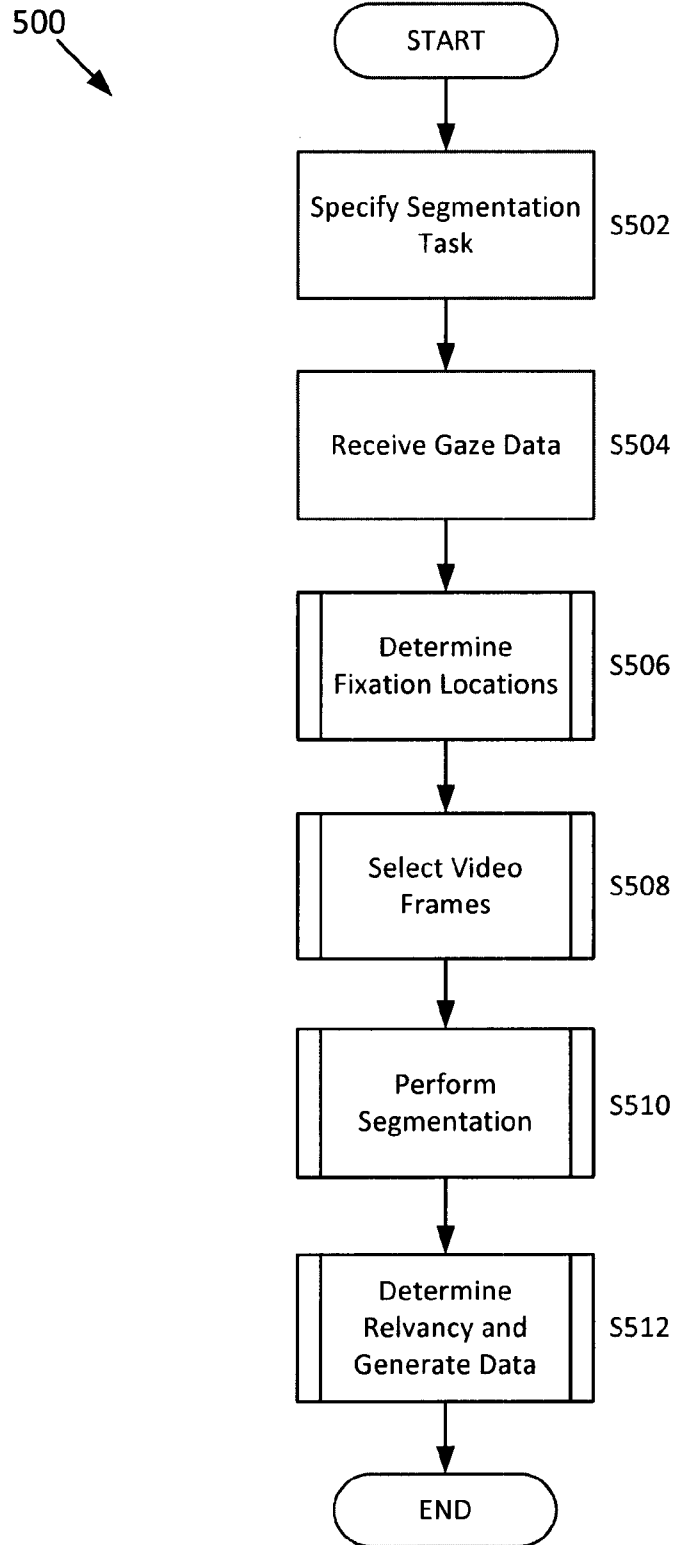 500
START
Specify Segmentation
Task
S502
Receive Gaze Data
S504
Determine
Fixation Locations
S506
Select Video
Frames
S508
Perform
Segmentation
S510
Determine
Relvancy and
Generate Data
S512
END